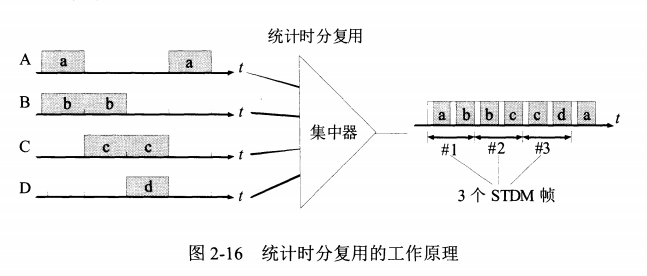 统计时分复用
A a a t
B b b t
C c c t
D d t
集中器
a b b c c d a t
#1 #2 #3
3 个 STDM 帧
图 2-16 统计时分复用的工作原理